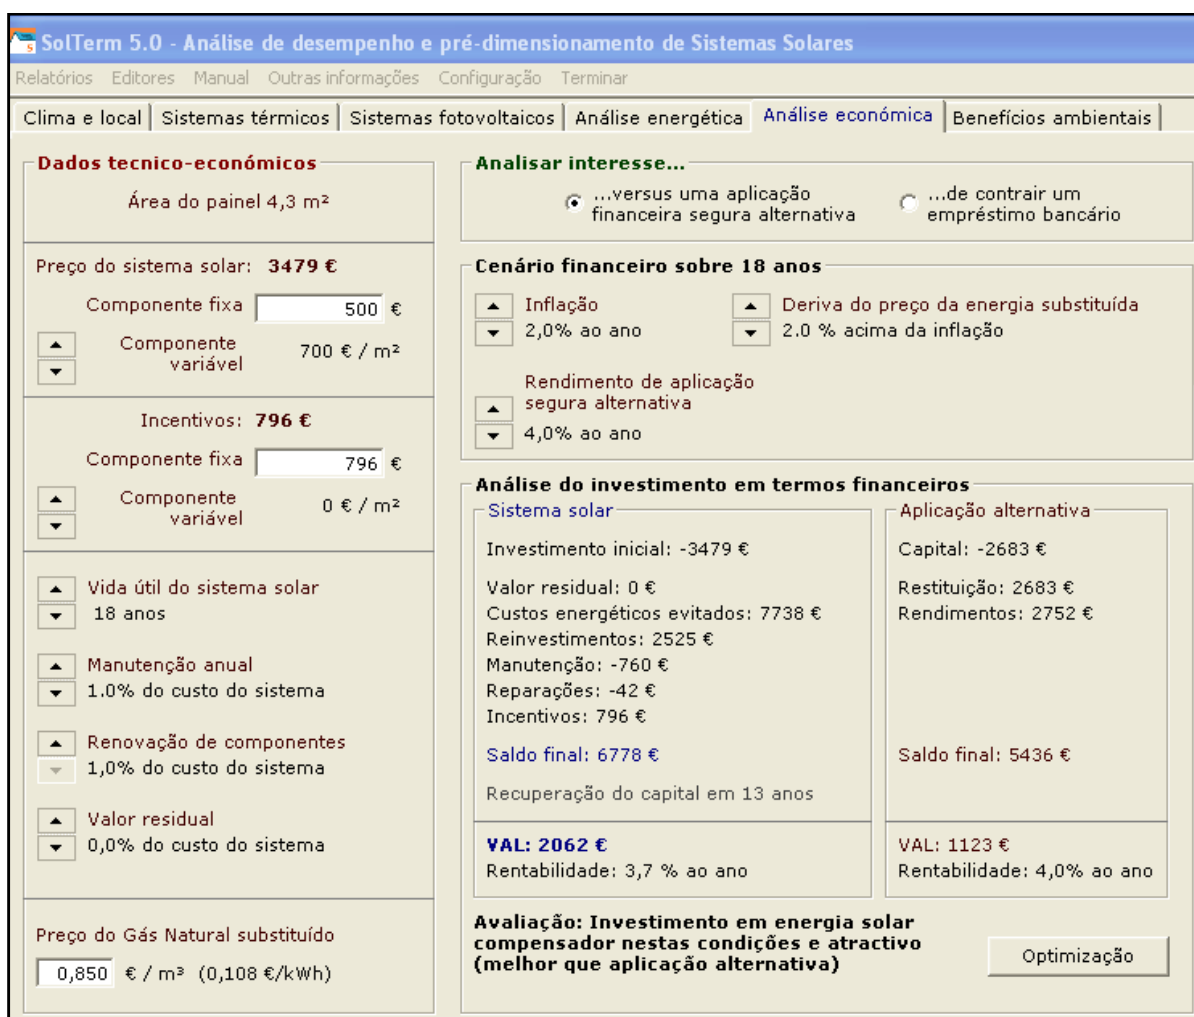 SolTerm 5.0 - Análise de desempenho e pré-dimensionamento de Sistemas Solares
Relatórios Editores Manual Outras informações Configuração Terminar
Clima e local Sistemas térmicos Sistemas fotovoltaicos Análise energética Análise económica Benefícios ambientais
Dados tecnico-económicos
Área do painel 4,3 m²
Preço do sistema solar: 3479 €
Componente fixa 500 €
Componente
variável 700 € / m²
Incentivos: 796 €
Componente fixa 796 €
Componente
variável 0 € / m²
Vida útil do sistema solar
18 anos
Manutenção anual
1.0% do custo do sistema
Renovação de componentes
1,0% do custo do sistema
Valor residual
0,0% do custo do sistema
Preço do Gás Natural substituído
0,850 € / m³ (0,108 €/kWh)
Analisar interesse...
...versus uma aplicação
financeira segura alternativa
...de contrair um
empréstimo bancário
Cenário financeiro sobre 18 anos
Inflação
2,0% ao ano
Deriva do preço da energia substituída
2.0 % acima da inflação
Rendimento de aplicação
segura alternativa
4,0% ao ano
Análise do investimento em termos financeiros
Sistema solar
Investimento inicial: -3479 €
Valor residual: 0 €
Custos energéticos evitados: 7738 €
Reinvestimentos: 2525 €
Manutenção: -760 €
Reparações: -42 €
Incentivos: 796 €
Saldo final: 6778 €
Recuperação do capital em 13 anos
VAL: 2062 €
Rentabilidade: 3,7 % ao ano
Aplicação alternativa
Capital: -2683 €
Restituição: 2683 €
Rendimentos: 2752 €
Saldo final: 5436 €
VAL: 1123 €
Rentabilidade: 4,0% ao ano
Avaliação: Investimento em energia solar
compensador nestas condições e atractivo
(melhor que aplicação alternativa)
Optimização